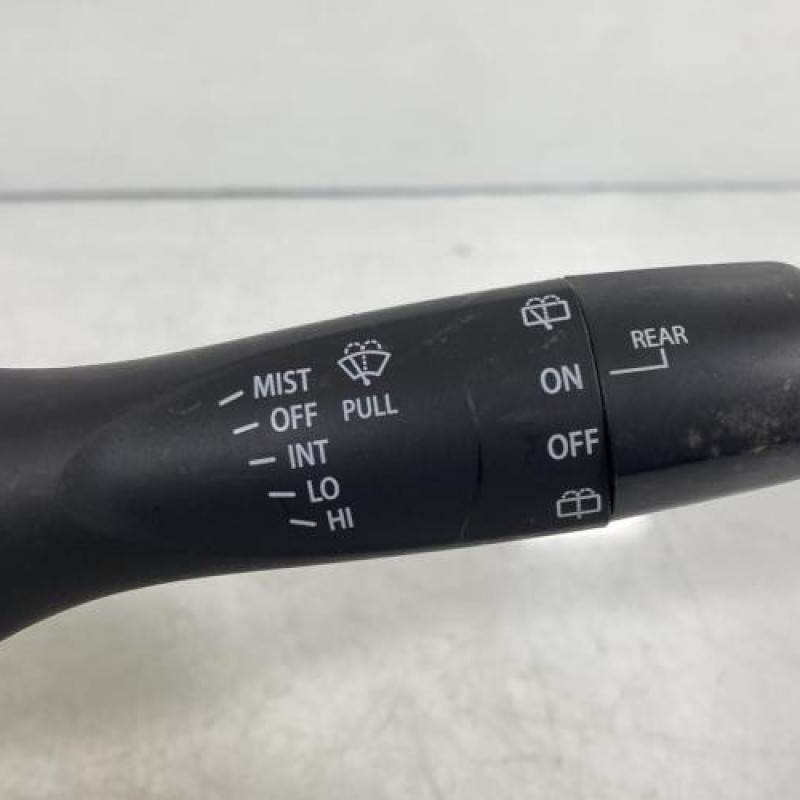 MIST
OFF
INT
LO
HI
PULL
ON
OFF
REAR